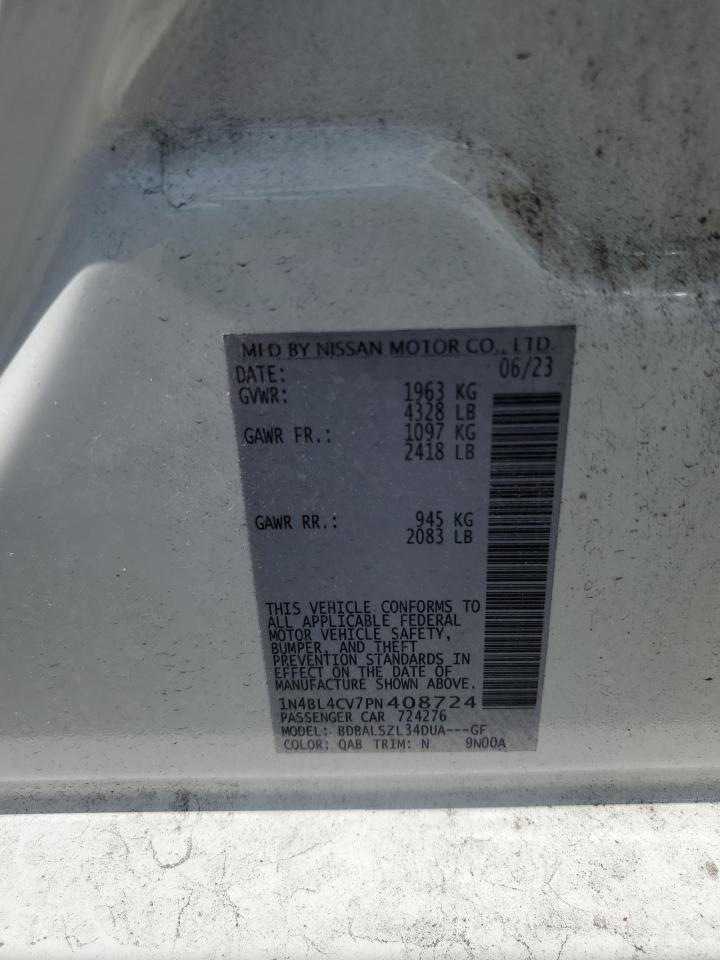 MFD BY NISSAN MOTOR CO., LTD.
DATE: 06/23
GVWR: 1963 KG
4328 LB
GAWR FR.: 1097 KG
2418 LB
GAWR RR.: 945 KG
2083 LB
THIS VEHICLE CONFORMS TO
ALL APPLICABLE FEDERAL
MOTOR VEHICLE SAFETY,
BUMPER, AND THEFT
PREVENTION STANDARDS IN
EFFECT ON THE DATE OF
MANUFACTURE SHOWN ABOVE.
1N4BL4CV7PN408724
PASSENGER CAR 724276
MODEL: BDBALSZL34DUA---GF
COLOR: QAB TRIM: N 9N00A